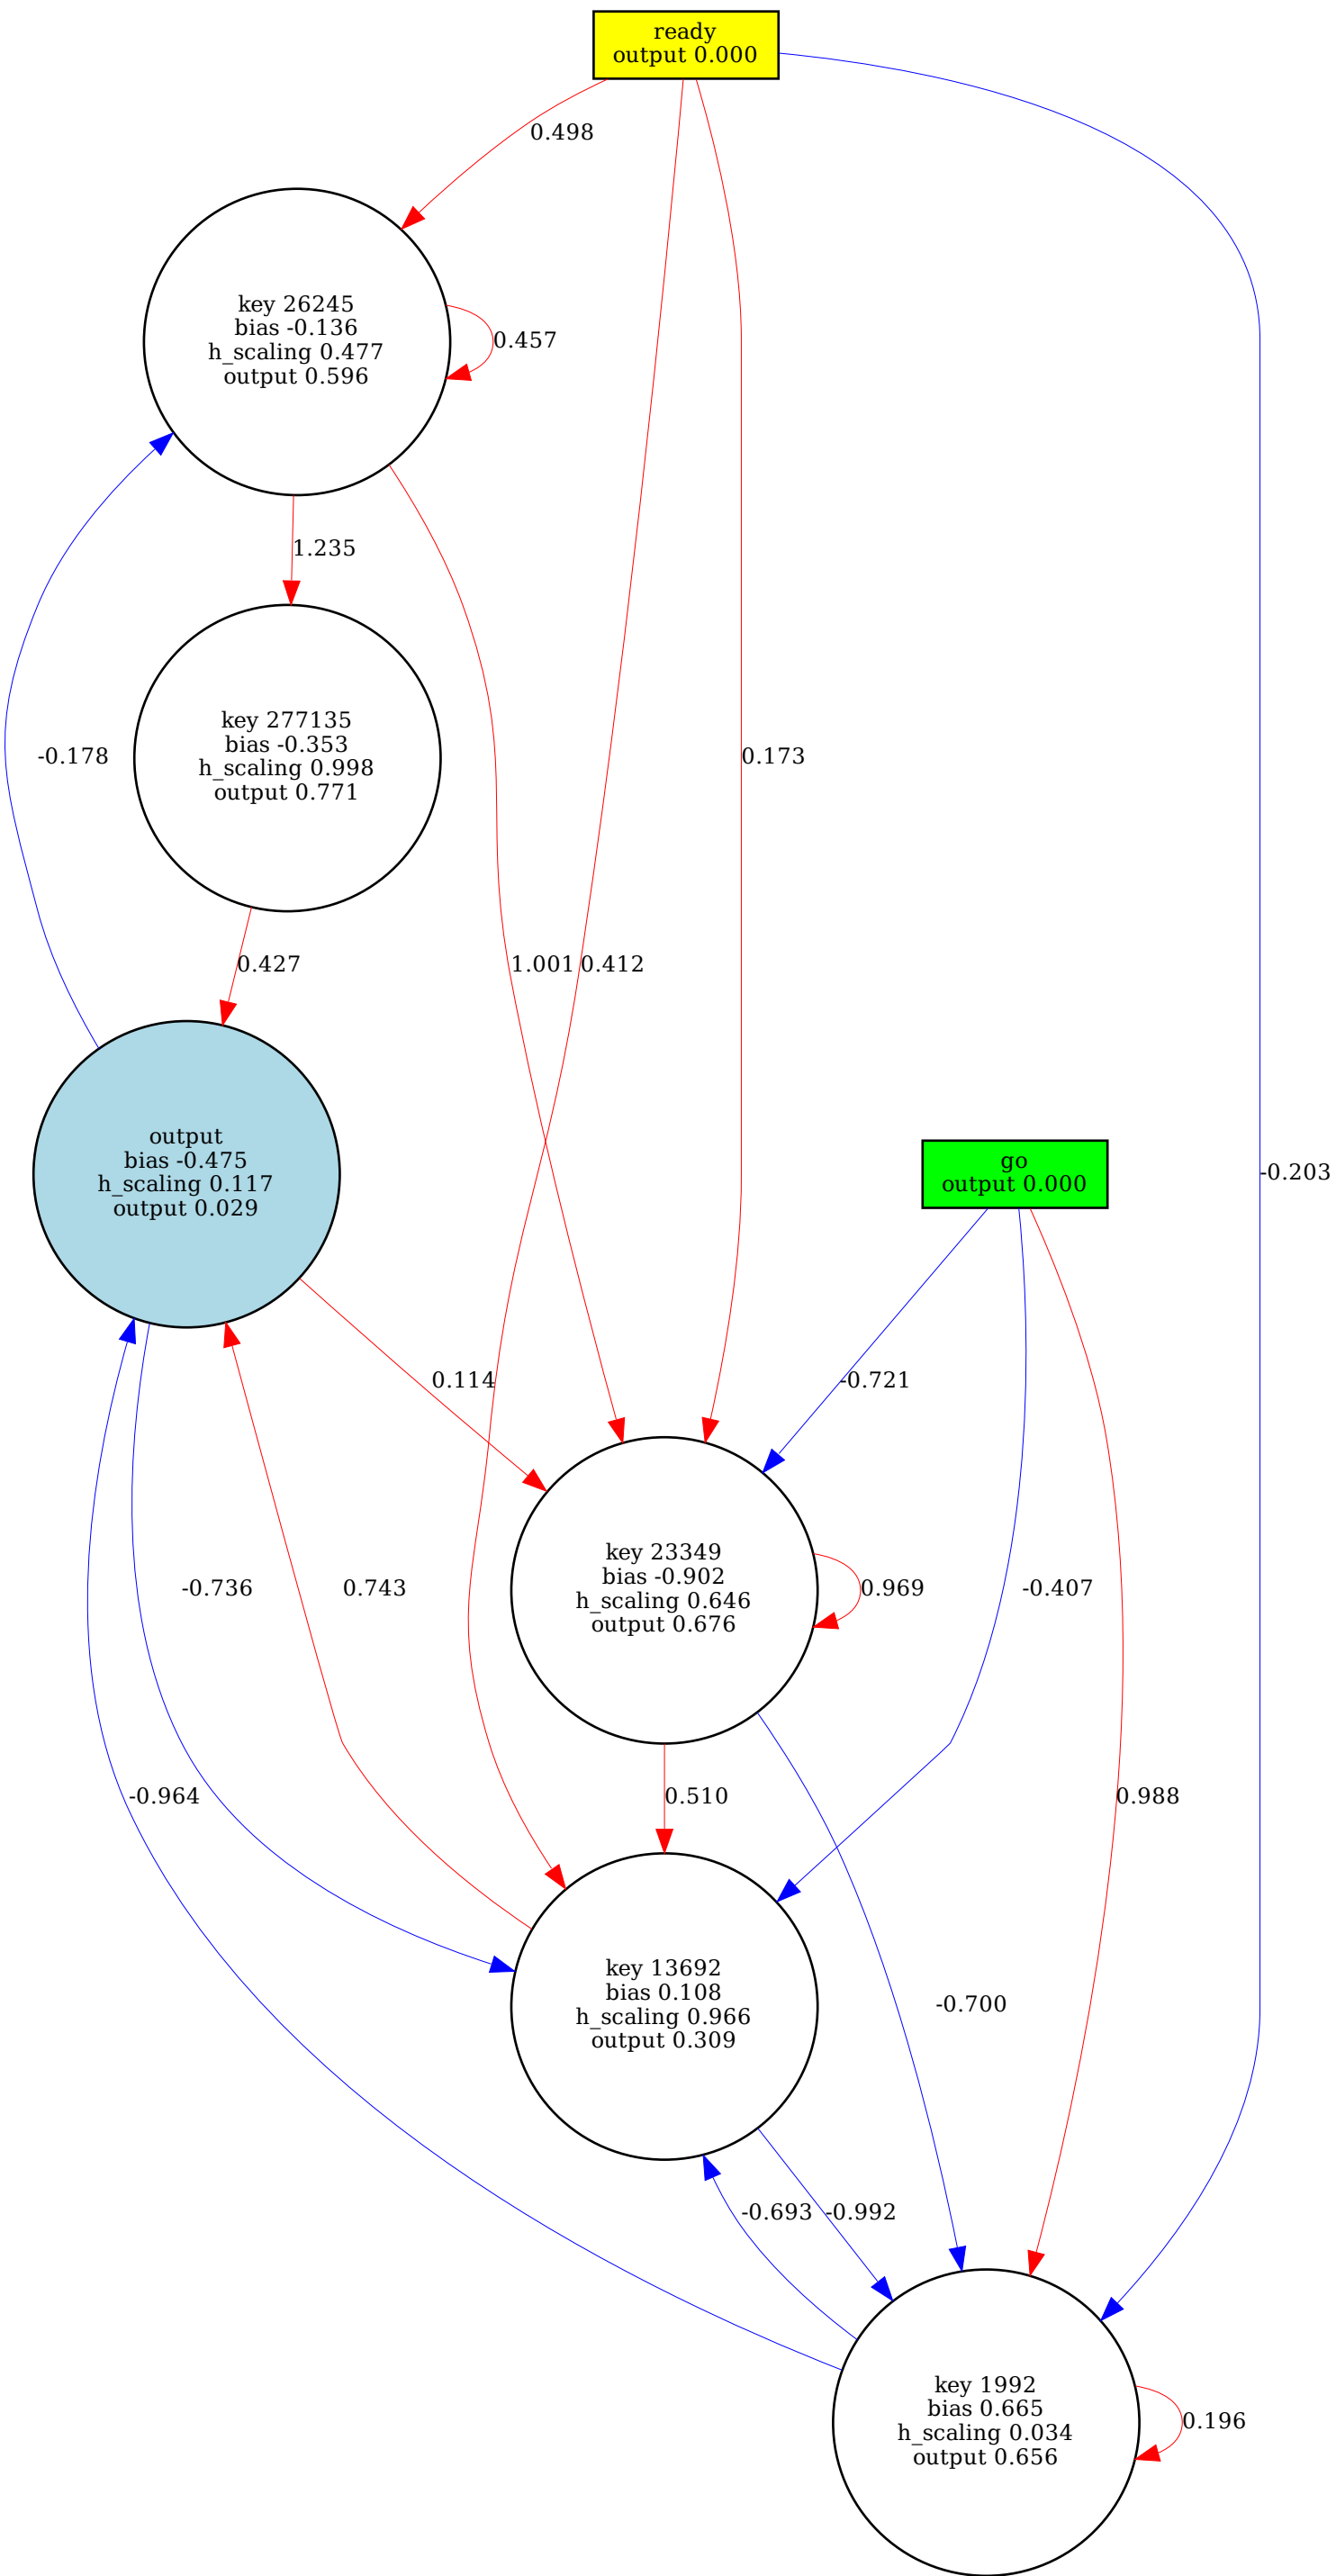 ready
output 0.000
0.498
key 26245
bias -0.136
h_scaling 0.477
output 0.596
0.457
1.235
key 277135
bias -0.353
h_scaling 0.998
output 0.771
-0.178
0.173
0.427
1.001
0.412
output
bias -0.475
h_scaling 0.117
output 0.029
go
output 0.000
-0.203
0.114
-0.721
key 23349
bias -0.902
h_scaling 0.646
output 0.676
0.969
-0.736
0.743
-0.407
-0.964
0.510
0.988
key 13692
bias 0.108
h_scaling 0.966
output 0.309
-0.700
-0.693
-0.992
key 1992
bias 0.665
h_scaling 0.034
output 0.656
0.196